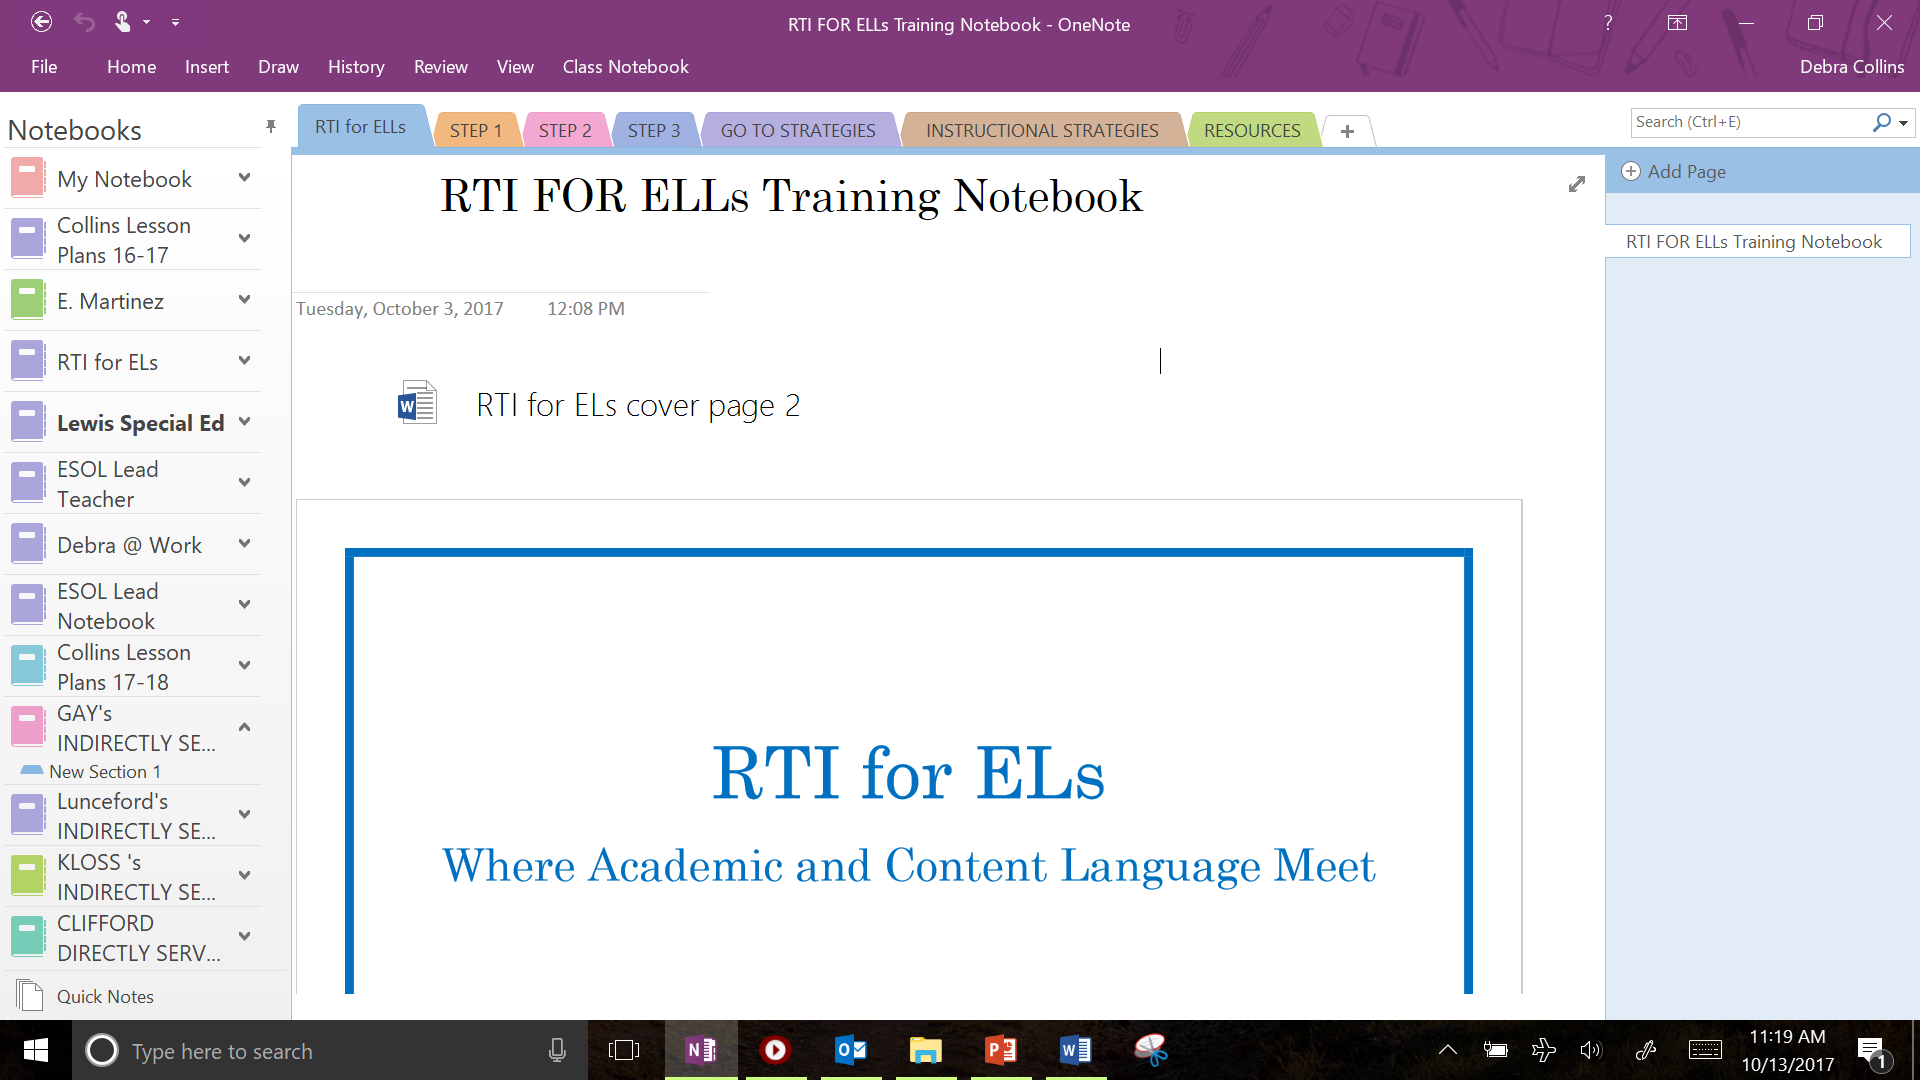 RTI FOR ELLs Training Notebook - OneNote
?
File Home Insert Draw History Review View Class Notebook
Debra Collins
Notebooks
My Notebook
Collins Lesson
Plans 16-17
E. Martinez
RTI for ELs
Lewis Special Ed
ESOL Lead
Teacher
Debra @ Work
ESOL Lead
Notebook
Collins Lesson
Plans 17-18
GAY's
INDIRECTLY SE...
New Section 1
Lunceford's
INDIRECTLY SE...
KLOSS 's
INDIRECTLY SE...
CLIFFORD
DIRECTLY SERV...
Quick Notes
RTI for ELLs STEP 1 STEP 2 STEP 3 GO TO STRATEGIES INSTRUCTIONAL STRATEGIES RESOURCES +
Search (Ctrl+E)
RTI FOR ELLs Training Notebook
Tuesday, October 3, 2017 12:08 PM
W
RTI for ELs cover page 2
RTI for ELs
Where Academic and Content Language Meet
Add Page
RTI FOR ELLs Training Notebook
Type here to search
N
O
P
W
11:19 AM
10/13/2017
1